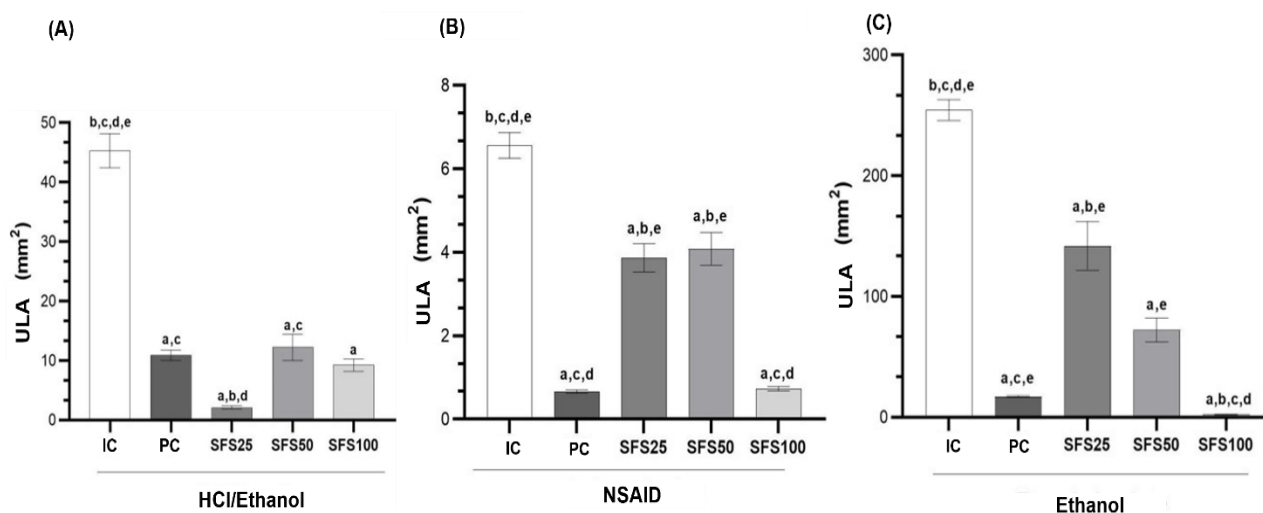 (A)
ULA (mm²)
50
40
30
20
10
0
b,c,d,e
a,c
a,b,d
a,c
a
IC PC SFS25 SFS50 SFS100
HCl/Ethanol
(B)
ULA (mm²)
8
6
4
2
0
b,c,d,e
a,c,d
a,b,e
a,b,e
a,c,d
IC PC SFS25 SFS50 SFS100
NSAID
(C)
ULA (mm²)
300
200
100
0
b,c,d,e
a,c,e
a,b,e
a,e
a,b,c,d
IC PC SFS25 SFS50 SFS100
Ethanol